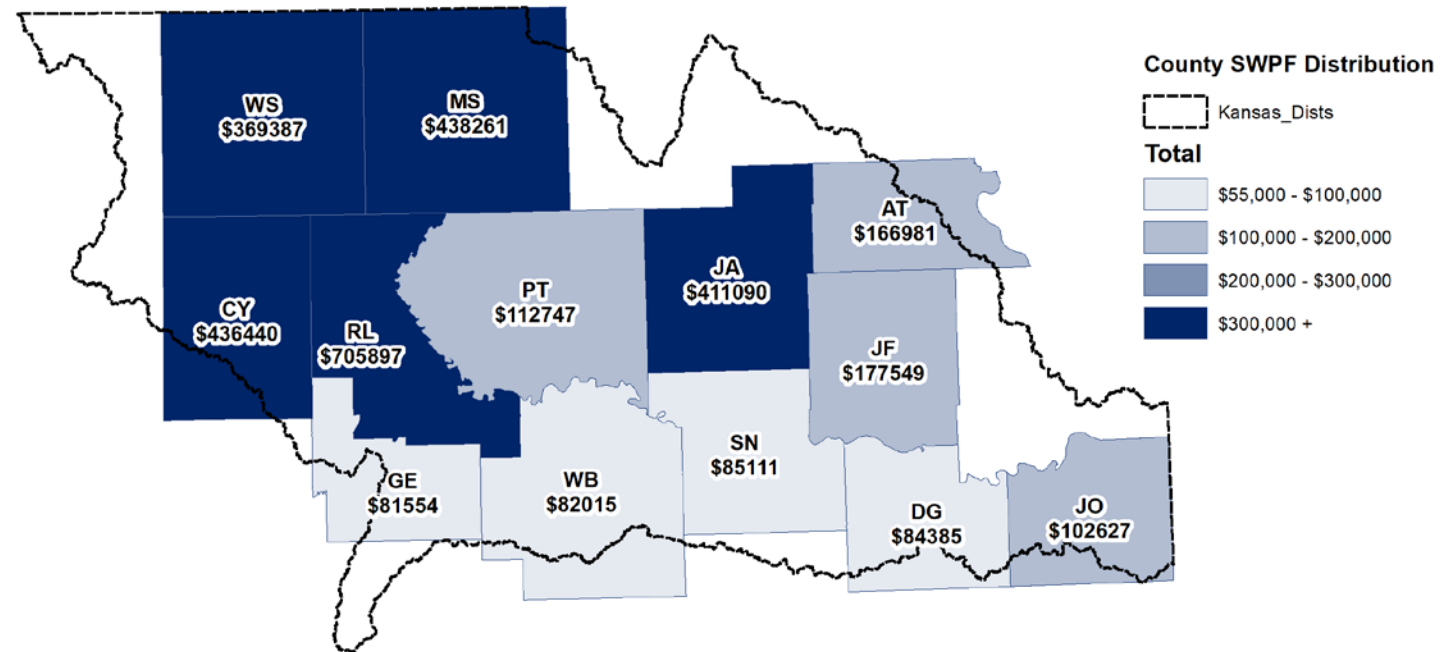 County SWPF Distribution
Kansas_Dists
Total
$55,000 - $100,000
$100,000 - $200,000
$200,000 - $300,000
$300,000 +
WS
$369387
MS
$438261
AT
$166981
JA
$411090
PT
$112747
CY
$436440
RL
$705897
JF
$177549
SN
$85111
GE
$81554
WB
$82015
DG
$84385
JO
$102627